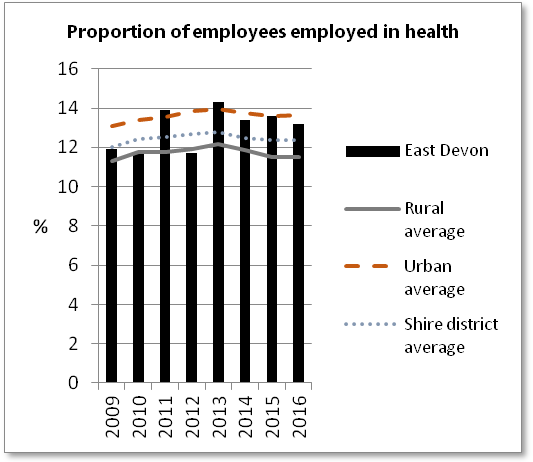 Proportion of employees employed in health
16
14
12
10
8
6
4
2
0
%
2009
2010
2011
2012
2013
2014
2015
2016
East Devon
Rural
average
Urban
average
Shire district
average